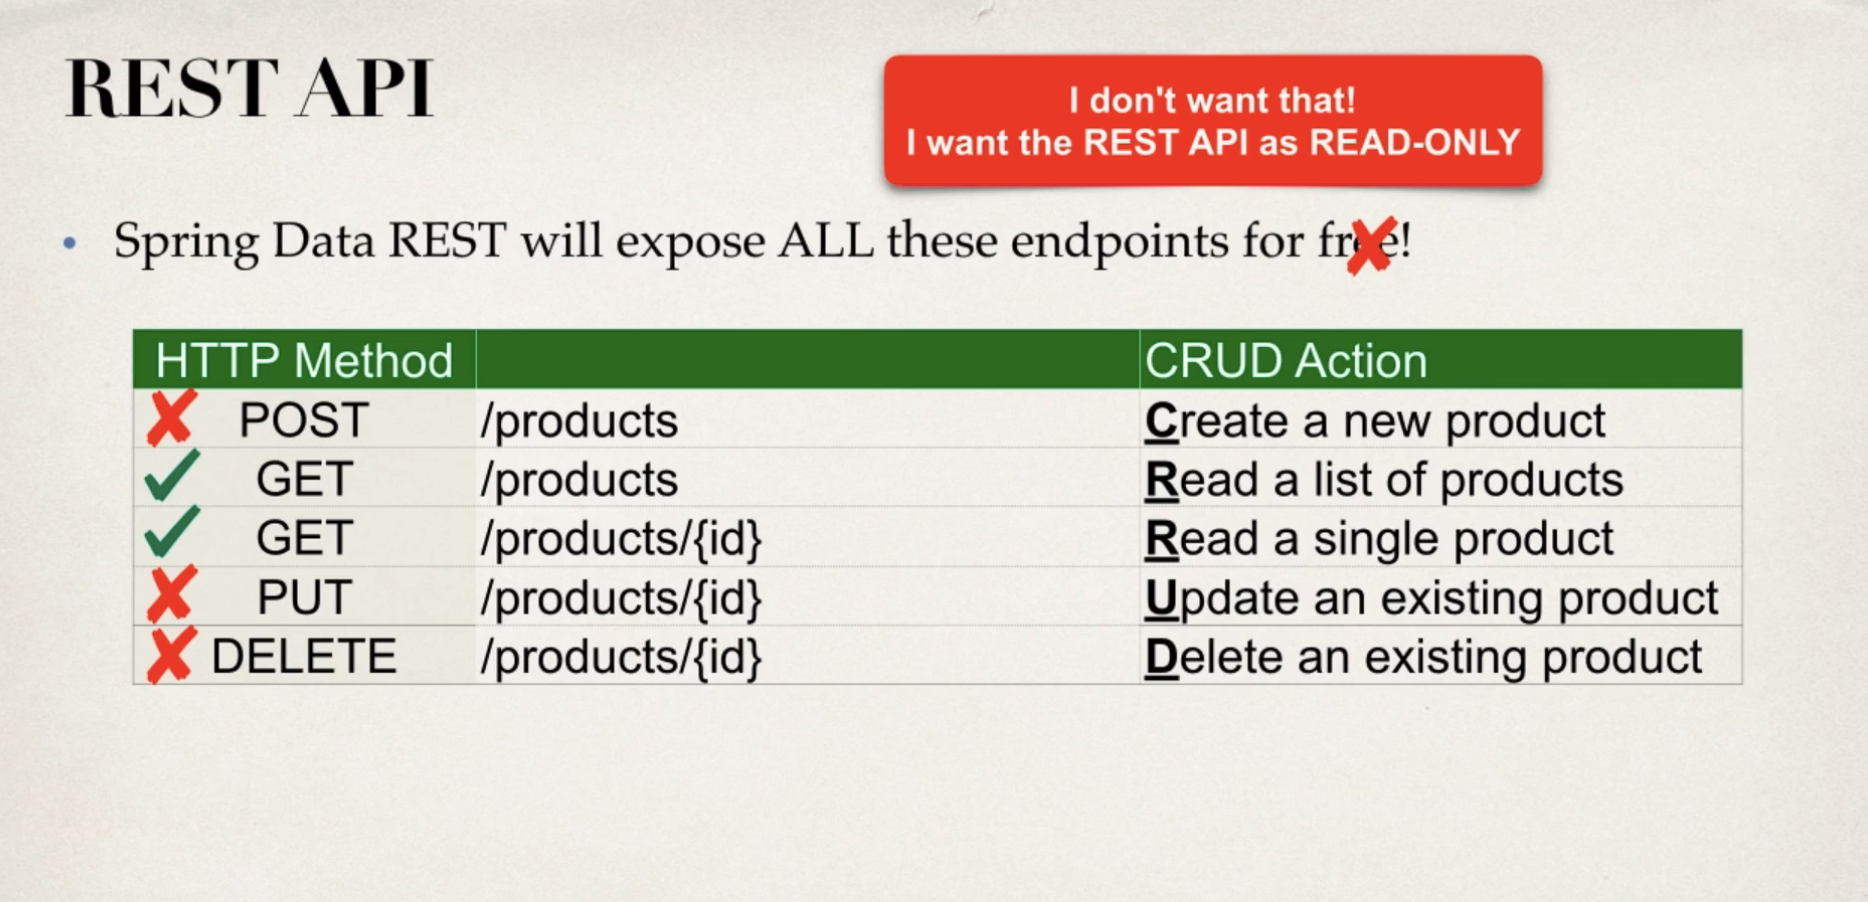 REST API
I don't want that!
I want the REST API as READ-ONLY
• Spring Data REST will expose ALL these endpoints for free!
HTTP Method CRUD Action
POST /products Create a new product
GET /products Read a list of products
GET /products/{id} Read a single product
PUT /products/{id} Update an existing product
DELETE /products/{id} Delete an existing product